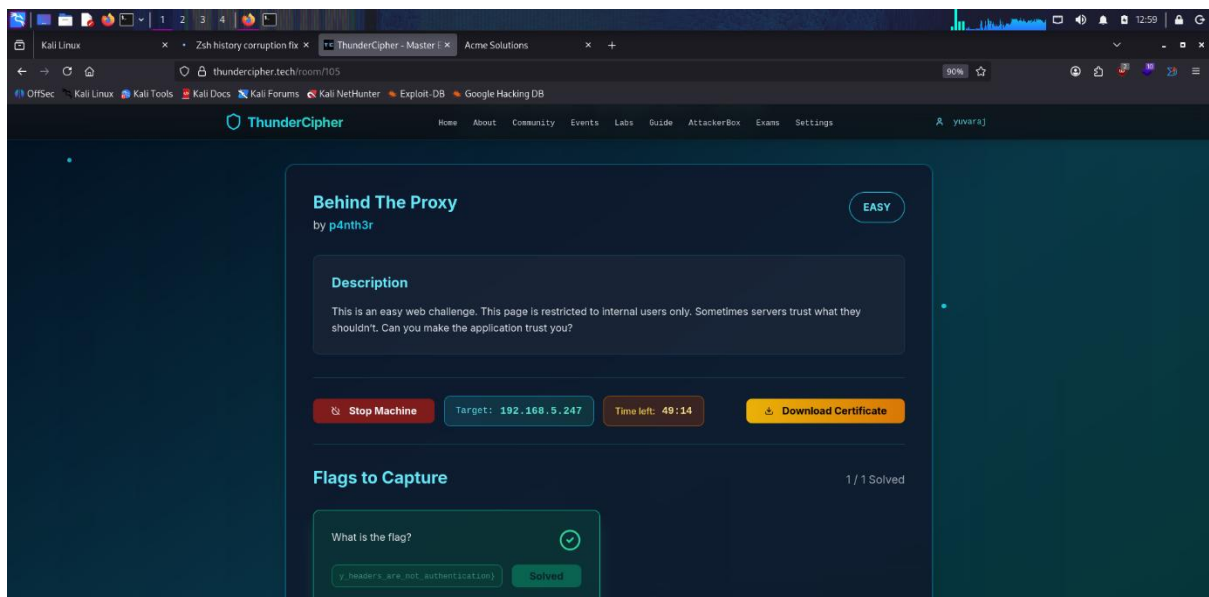 1 2 3 4
12:59
Kali Linux
Zsh history corruption fix
ThunderCipher - Master E
Acme Solutions
thundercipher.tech/room/105
90%
OffSec
Kali Linux
Kali Tools
Kali Docs
Kali Forums
Kali NetHunter
Exploit-DB
Google Hacking DB
ThunderCipher
Home About Community Events Labs Guide AttackerBox Exams Settings
yuvaraj
Behind The Proxy
EASY
by p4nth3r
Description
This is an easy web challenge. This page is restricted to internal users only. Sometimes servers trust what they
shouldn't. Can you make the application trust you?
Stop Machine
Target: 192.168.5.247
Time left: 49:14
Download Certificate
Flags to Capture
1 / 1 Solved
What is the flag?
y_headers_are_not_authentication}
Solved